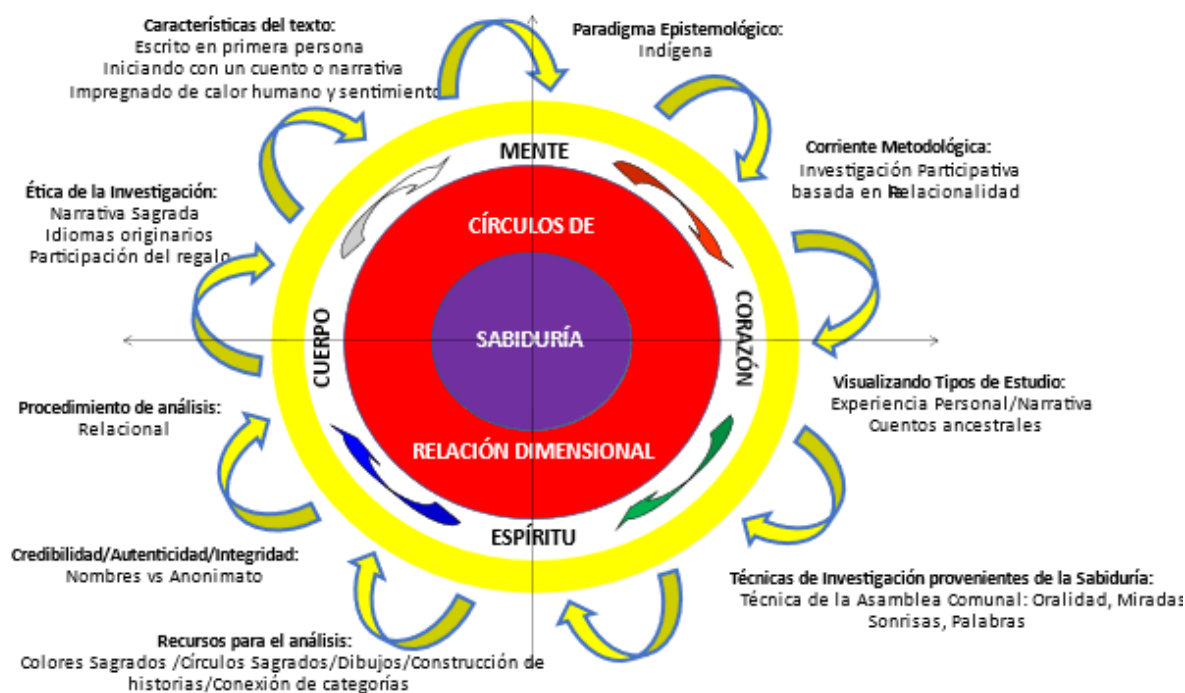 Características del texto:
Escrito en primera persona
Iniciando con un cuento o narrativa
Impregnado de calor humano y sentimiento
Paradigma Epistemológico:
Indígena
Corriente Metodológica:
Investigación Participativa
basada en la Relacionalidad
Visualizando Tipos de Estudio:
Experiencia Personal/Narrativa
Cuentos ancestrales
Técnicas de Investigación provenientes de la Sabiduría:
Técnica de la Asamblea Comunal: Oralidad, Miradas
Sonrisas, Palabras
Recursos para el análisis:
Colores Sagrados /Círculos Sagrados/Dibujos/Construcción de
historias/Conexión de categorías
Credibilidad/Autenticidad/Integridad:
Nombres vs Anonimato
Procedimiento de análisis:
Relacional
Ética de la Investigación:
Narrativa Sagrada
Idiomas originarios
Participación del regalo
MENTE
CORAZÓN
ESPÍRITU
CUERPO
CÍRCULOS DE
SABIDURÍA
RELACIÓN DIMENSIONAL